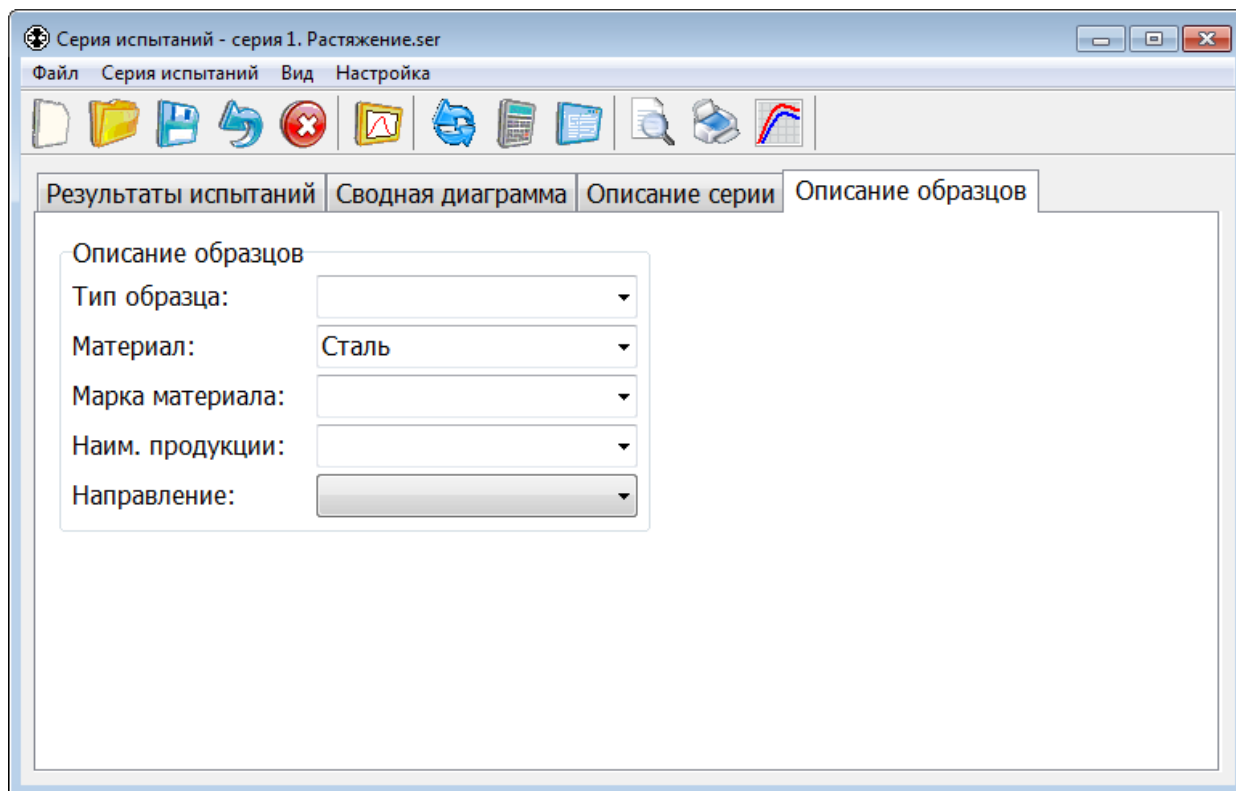 Серия испытаний - серия 1. Растяжение.ser
Файл Серия испытаний Вид Настройка
Результаты испытаний Сводная диаграмма Описание серии Описание образцов
Описание образцов
Тип образца:
Материал: Сталь
Марка материала:
Наим. продукции:
Направление: